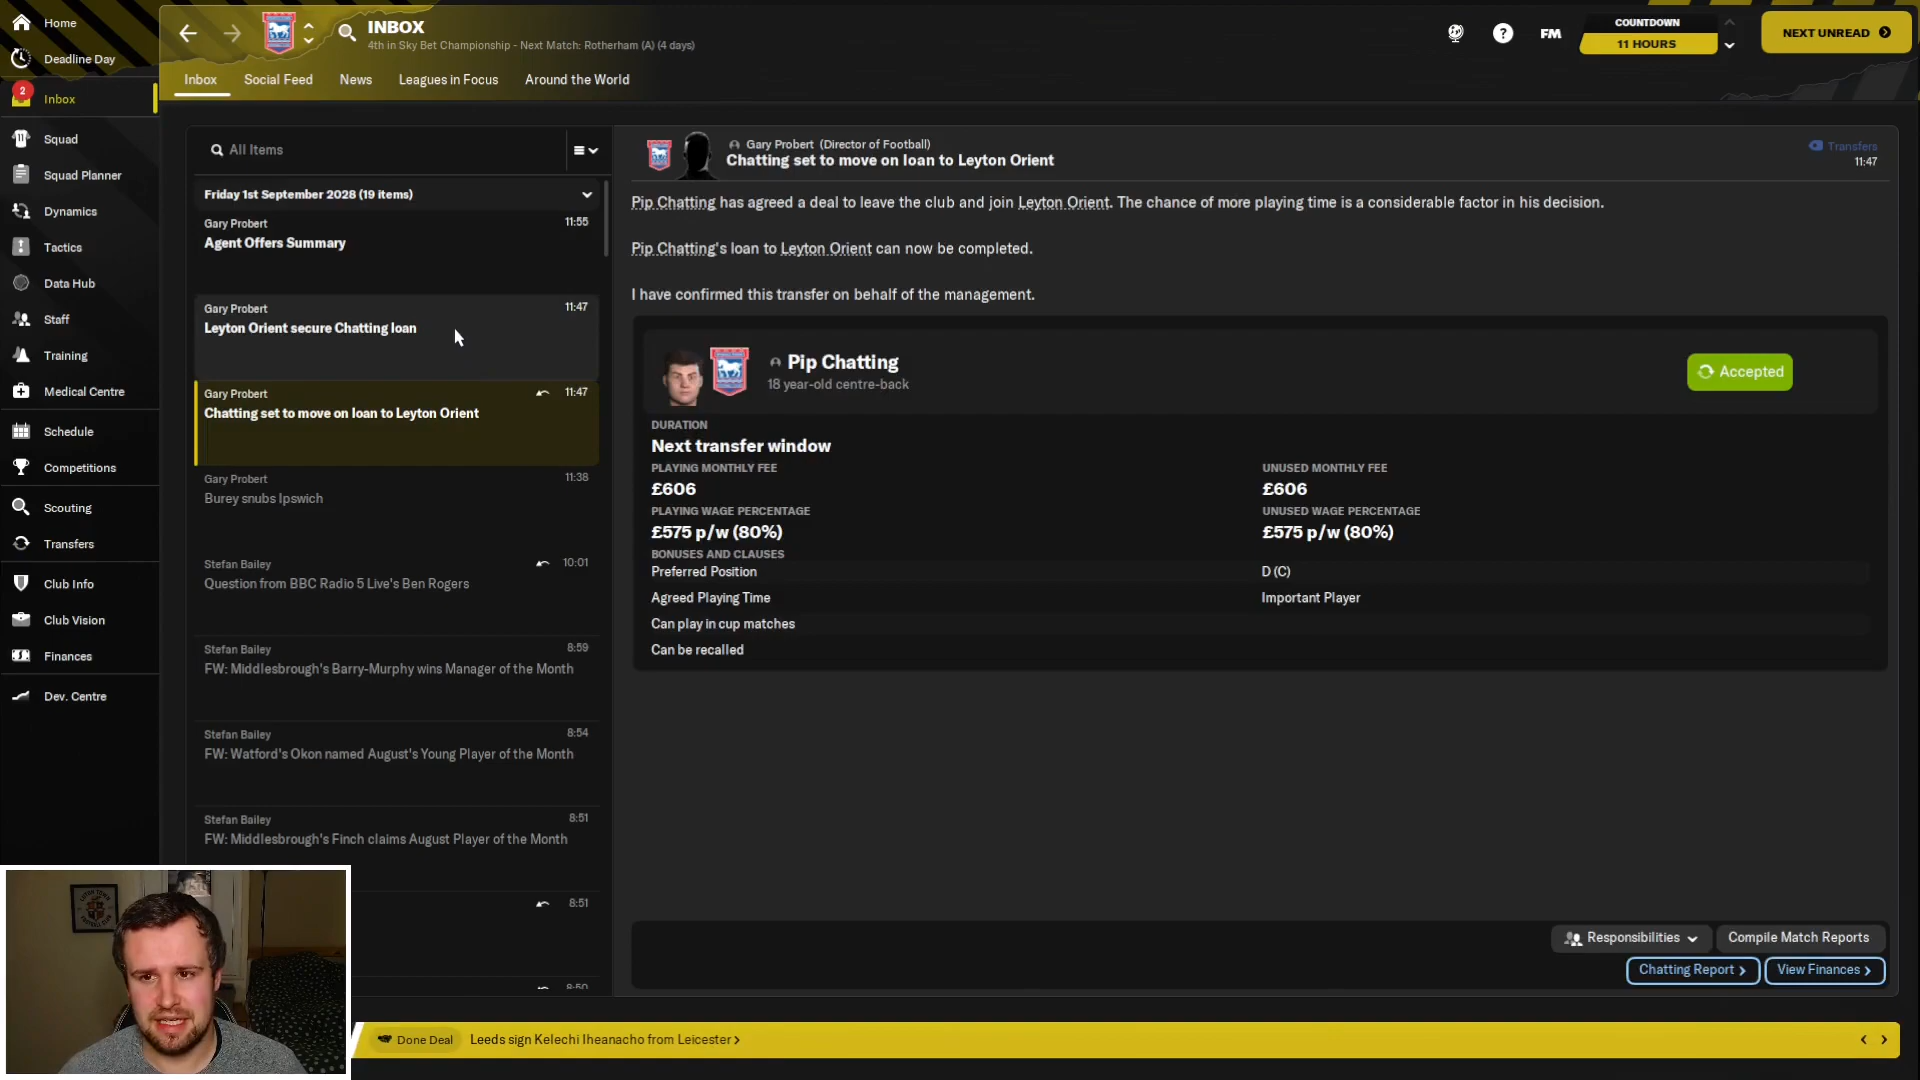 Home
Deadline Day
2
Inbox
Squad
Squad Planner
Dynamics
Tactics
Data Hub
Staff
Training
Medical Centre
Schedule
Competitions
Scouting
Transfers
Club Info
Club Vision
Finances
Dev. Centre
INBOX
4th in Sky Bet Championship - Next Match: Rotherham (A) (4 days)
FM
COUNTDOWN
11 HOURS
NEXT UNREAD
Inbox
Social Feed
News
Leagues in Focus
Around the World
All Items
Friday 1st September 2028 (19 items)
Gary Probert 11:55
Agent Offers Summary
Gary Probert 11:47
Leyton Orient secure Chatting loan
Gary Probert 11:47
Chatting set to move on loan to Leyton Orient
Gary Probert 11:38
Burey snubs Ipswich
Stefan Bailey 10:01
Question from BBC Radio 5 Live's Ben Rogers
Stefan Bailey 8:59
FW: Middlesbrough's Barry-Murphy wins Manager of the Month
Stefan Bailey 8:54
FW: Watford's Okon named August's Young Player of the Month
Stefan Bailey 8:51
FW: Middlesbrough's Finch claims August Player of the Month
8:51
8:50
Gary Probert (Director of Football)
Chatting set to move on loan to Leyton Orient
Transfers
11:47
Pip Chatting has agreed a deal to leave the club and join Leyton Orient. The chance of more playing time is a considerable factor in his decision.
Pip Chatting's loan to Leyton Orient can now be completed.
I have confirmed this transfer on behalf of the management.
Pip Chatting
18 year-old centre-back
Accepted
DURATION
Next transfer window
PLAYING MONTHLY FEE
£606
UNUSED MONTHLY FEE
£606
PLAYING WAGE PERCENTAGE
£575 p/w (80%)
UNUSED WAGE PERCENTAGE
£575 p/w (80%)
BONUSES AND CLAUSES
Preferred Position D (C)
Agreed Playing Time Important Player
Can play in cup matches
Can be recalled
Responsibilities
Compile Match Reports
Chatting Report
View Finances
Done Deal
Leeds sign Kelechi Iheanacho from Leicester